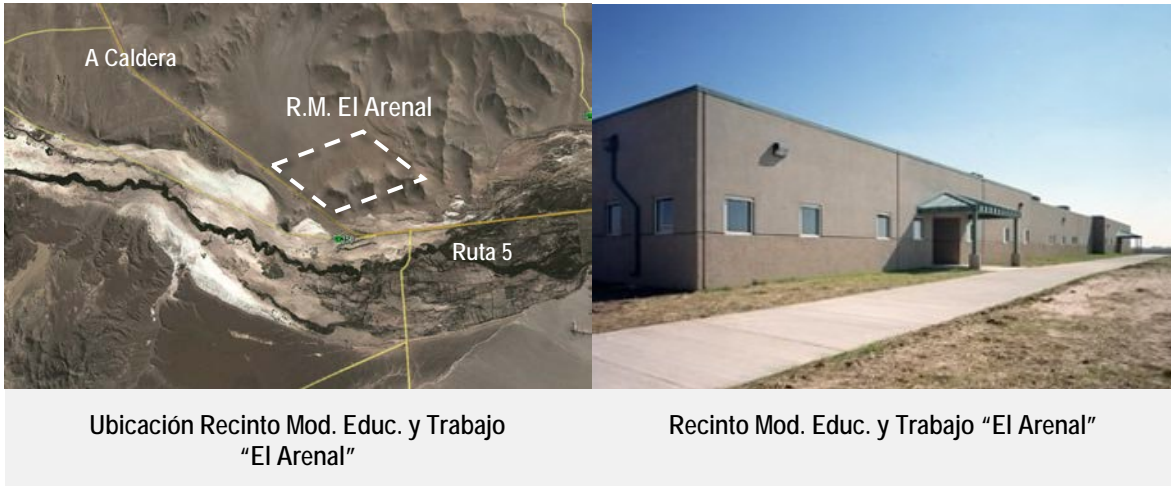 A Caldera
R.M. El Arenal
Ruta 5
Ubicación Recinto Mod. Educ. y Trabajo
“El Arenal”
Recinto Mod. Educ. y Trabajo “El Arenal”